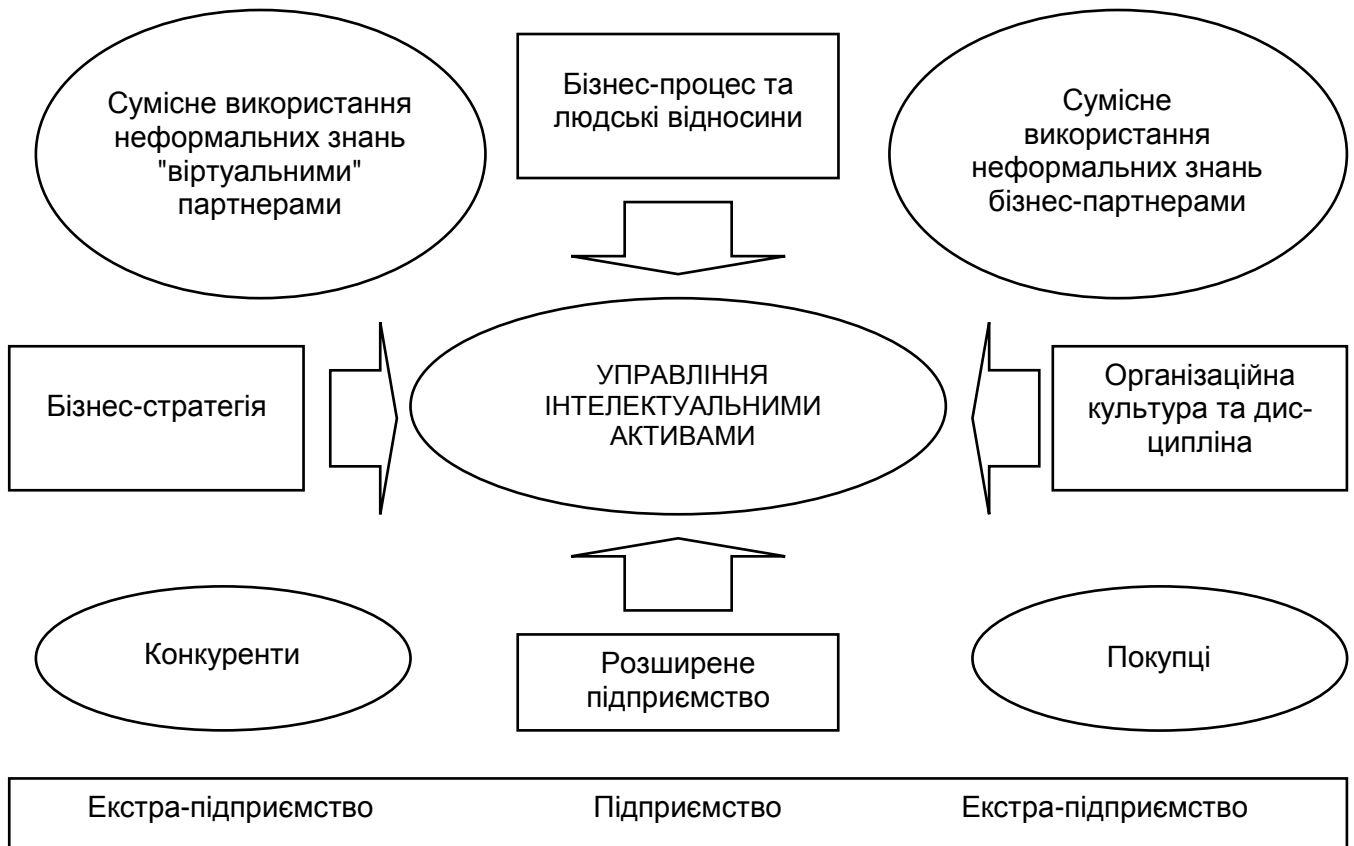 Сумісне використання
неформальних знань
"віртуальними"
партнерами
Бізнес-процес та
людські відносини
Сумісне
використання
неформальних знань
бізнес-партнерами
Бізнес-стратегія
УПРАВЛІННЯ
ІНТЕЛЕКТУАЛЬНИМИ
АКТИВАМИ
Організаційна
культура та дис-
ципліна
Конкуренти
Розширене
підприємство
Покупці
Екстра-підприємство Підприємство Екстра-підприємство